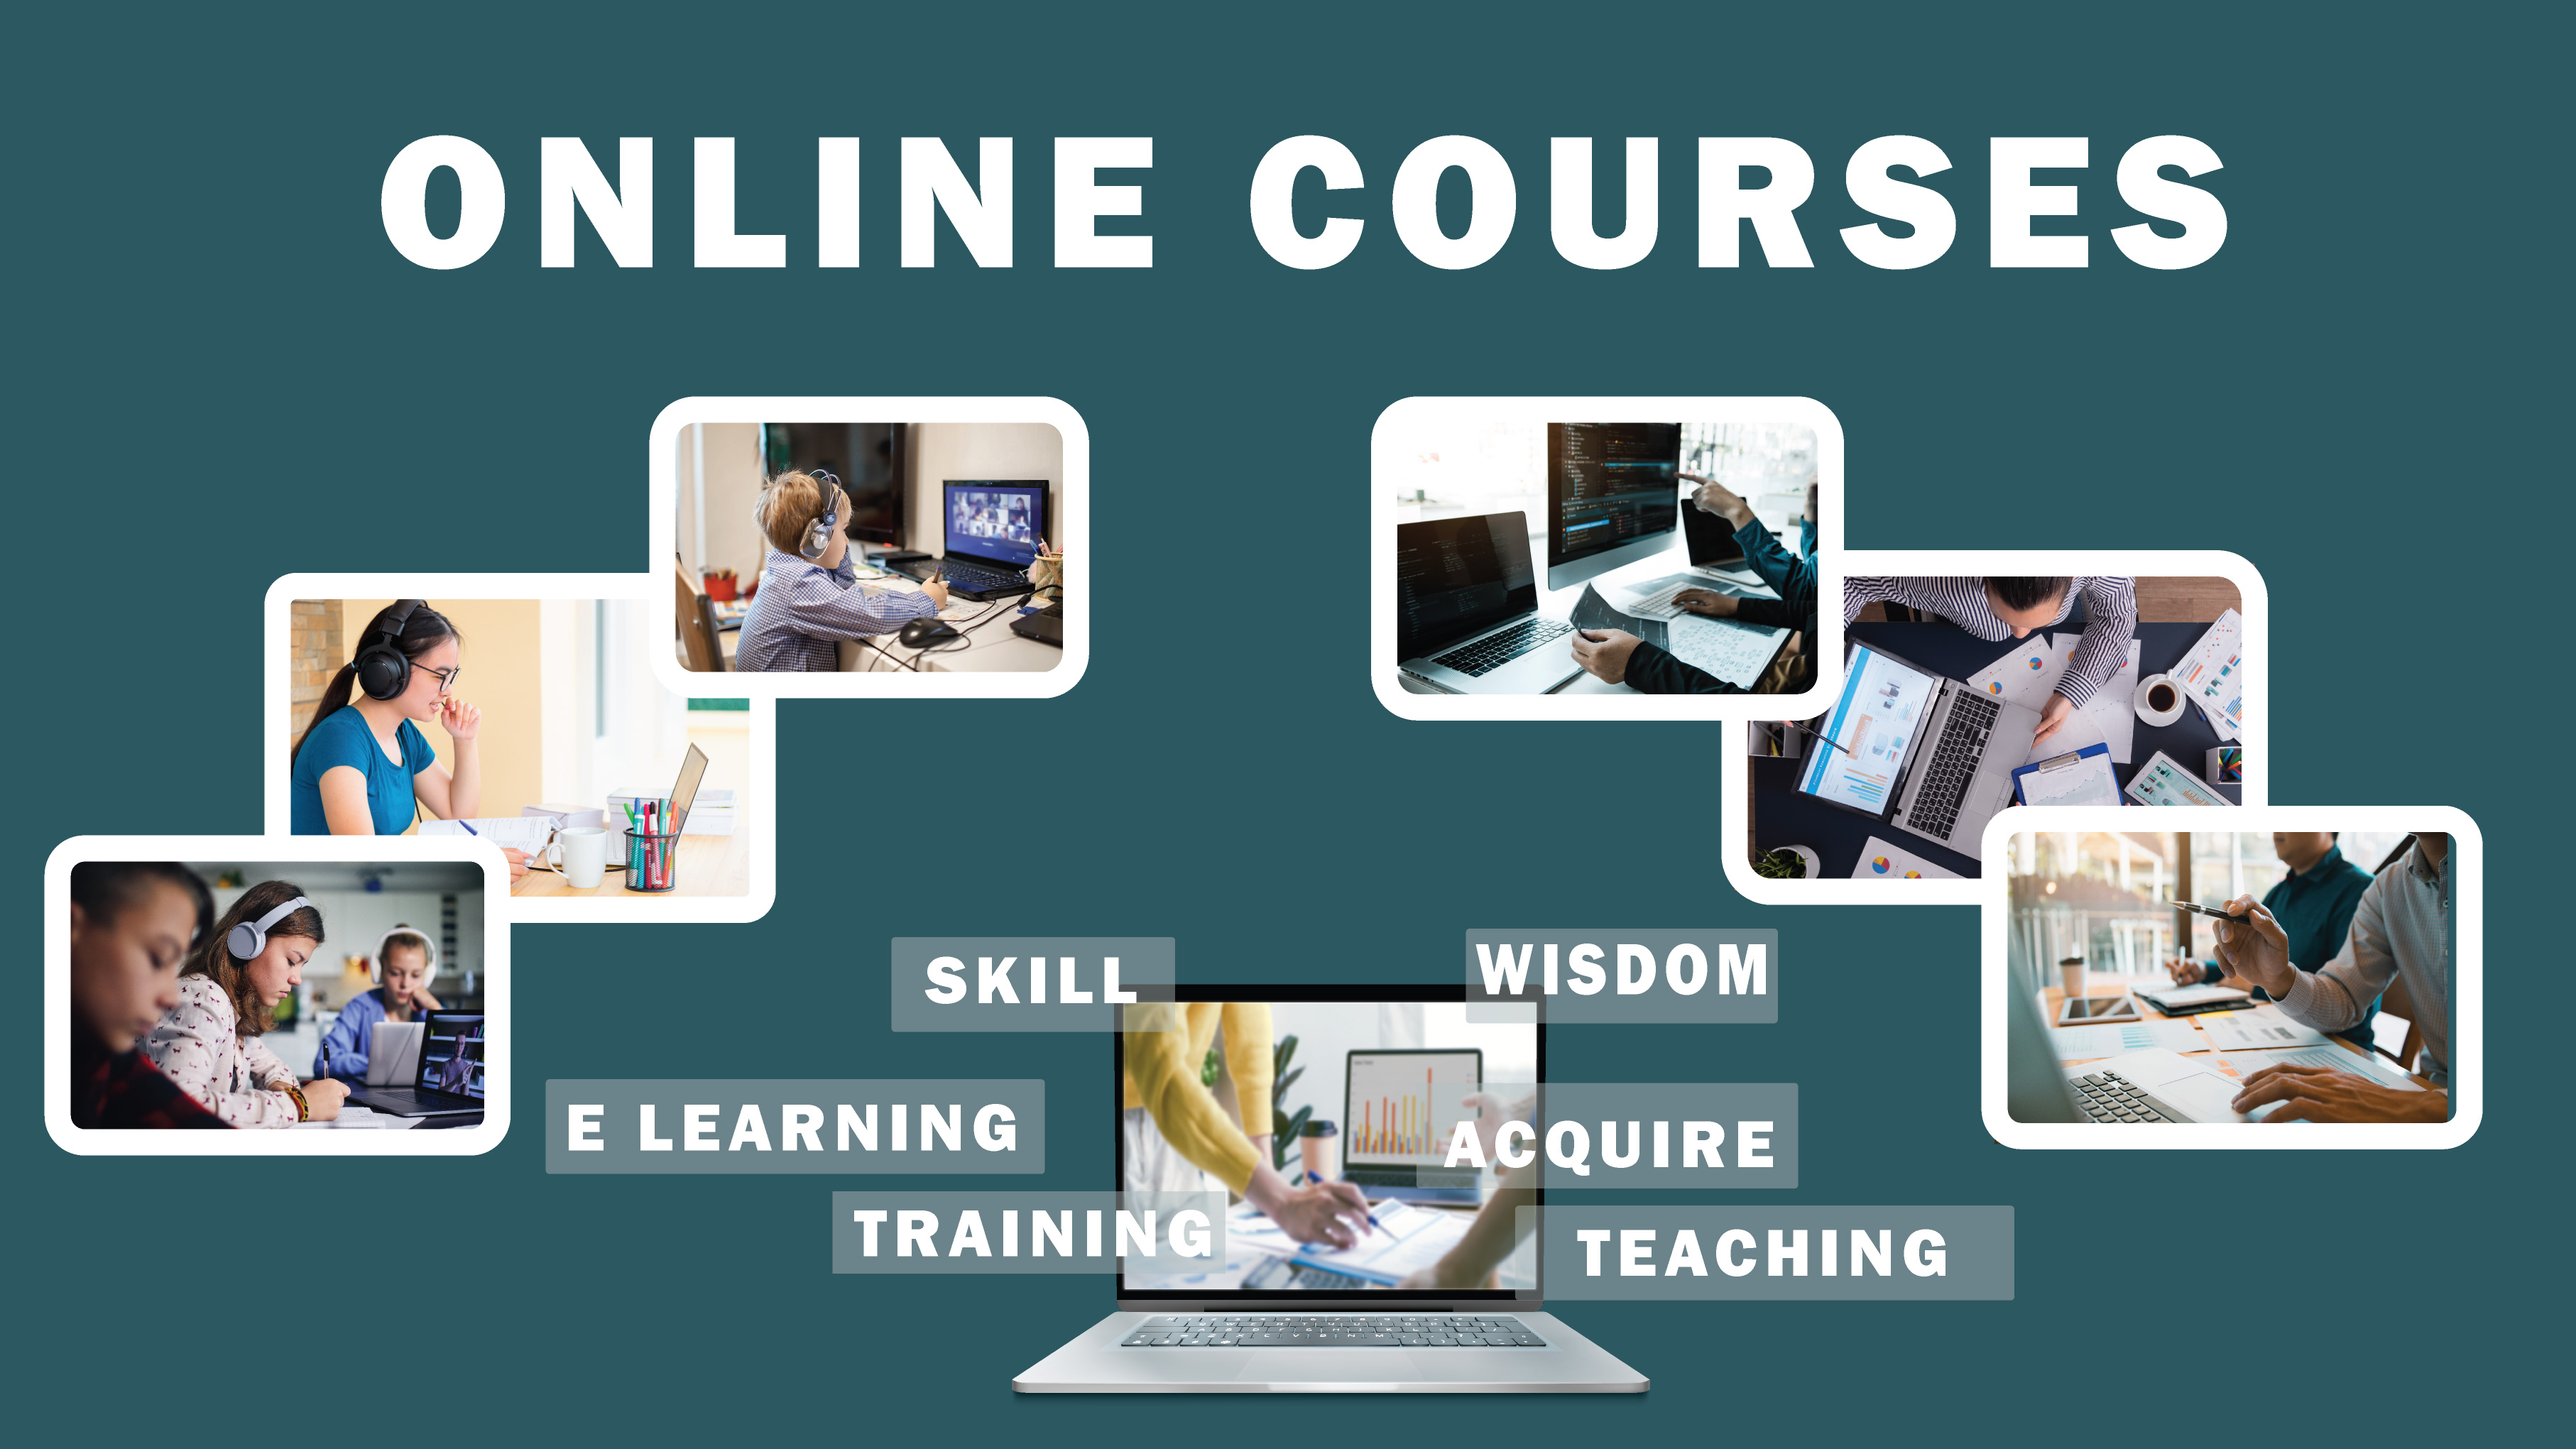 ONLINE COURSES
SKILL
WISDOM
E LEARNING
ACQUIRE
TRAINING
TEACHING